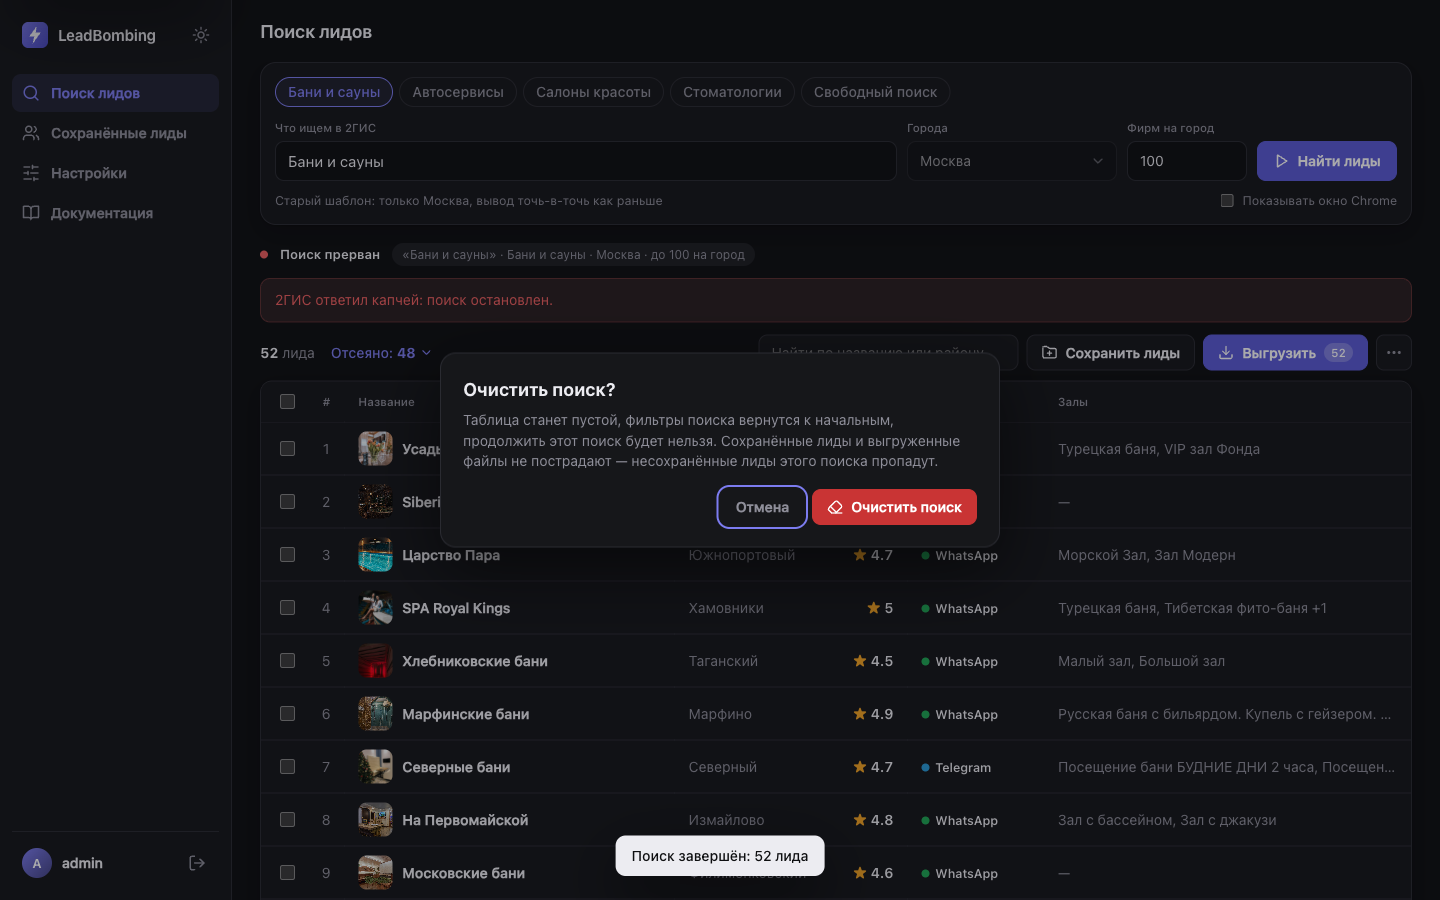 LeadBombing
Поиск лидов
Сохранённые лиды
Настройки
Документация
admin
A
Поиск лидов
Бани и сауны
Автосервисы
Салоны красоты
Стоматологии
Свободный поиск
Что ищем в 2ГИС
Города
Фирм на город
Бани и сауны
Москва
100
Найти лиды
Старый шаблон: только Москва, вывод точь-в-точь как раньше
Показывать окно Chrome
Поиск прерван
«Бани и сауны» · Бани и сауны · Москва · до 100 на город
2ГИС ответил капчей: поиск остановлен.
52 лида
Отсеяно: 48
Найти по названию или району
Сохранить лиды
Выгрузить 52
# Название Залы
Очистить поиск?
Таблица станет пустой, фильтры поиска вернутся к начальным,
продолжить этот поиск будет нельзя. Сохранённые лиды и выгруженные
файлы не пострадают — несохранённые лиды этого поиска пропадут.
Отмена
Очистить поиск
1 Турецкая баня, VIP зал Фонда
2 —
3 Царство Пара Южнопортовый 4.7 WhatsApp Морской Зал, Зал Модерн
4 SPA Royal Kings Хамовники 5 WhatsApp Турецкая баня, Тибетская фито-баня +1
5 Хлебниковские бани Таганский 4.5 WhatsApp Малый зал, Большой зал
6 Марфинские бани Марфино 4.9 WhatsApp Русская баня с бильярдом. Купель с гейзером. ...
7 Северные бани Северный 4.7 Telegram Посещение бани БУДНИЕ ДНИ 2 часа, Посещен...
8 На Первомайской Измайлово 4.8 WhatsApp Зал с бассейном, Зал с джакузи
9 Московские бани 4.6 WhatsApp —
Поиск завершён: 52 лида